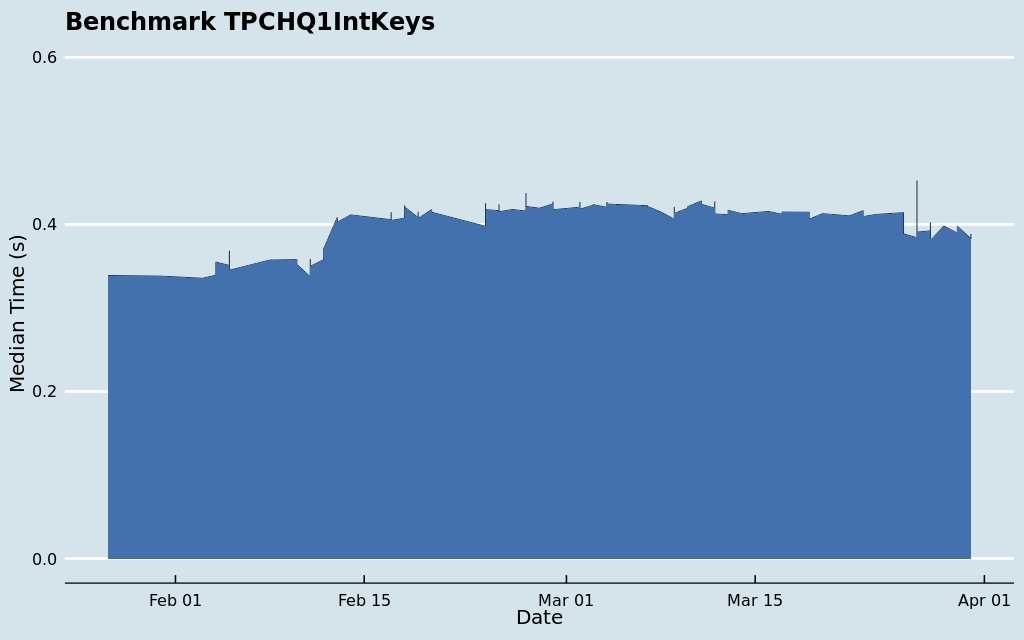 Benchmark TPCHQ1IntKeys
0.6
0.4
0.2
0.0
Median Time (s)
Feb 01
Feb 15
Mar 01
Mar 15
Apr 01
Date